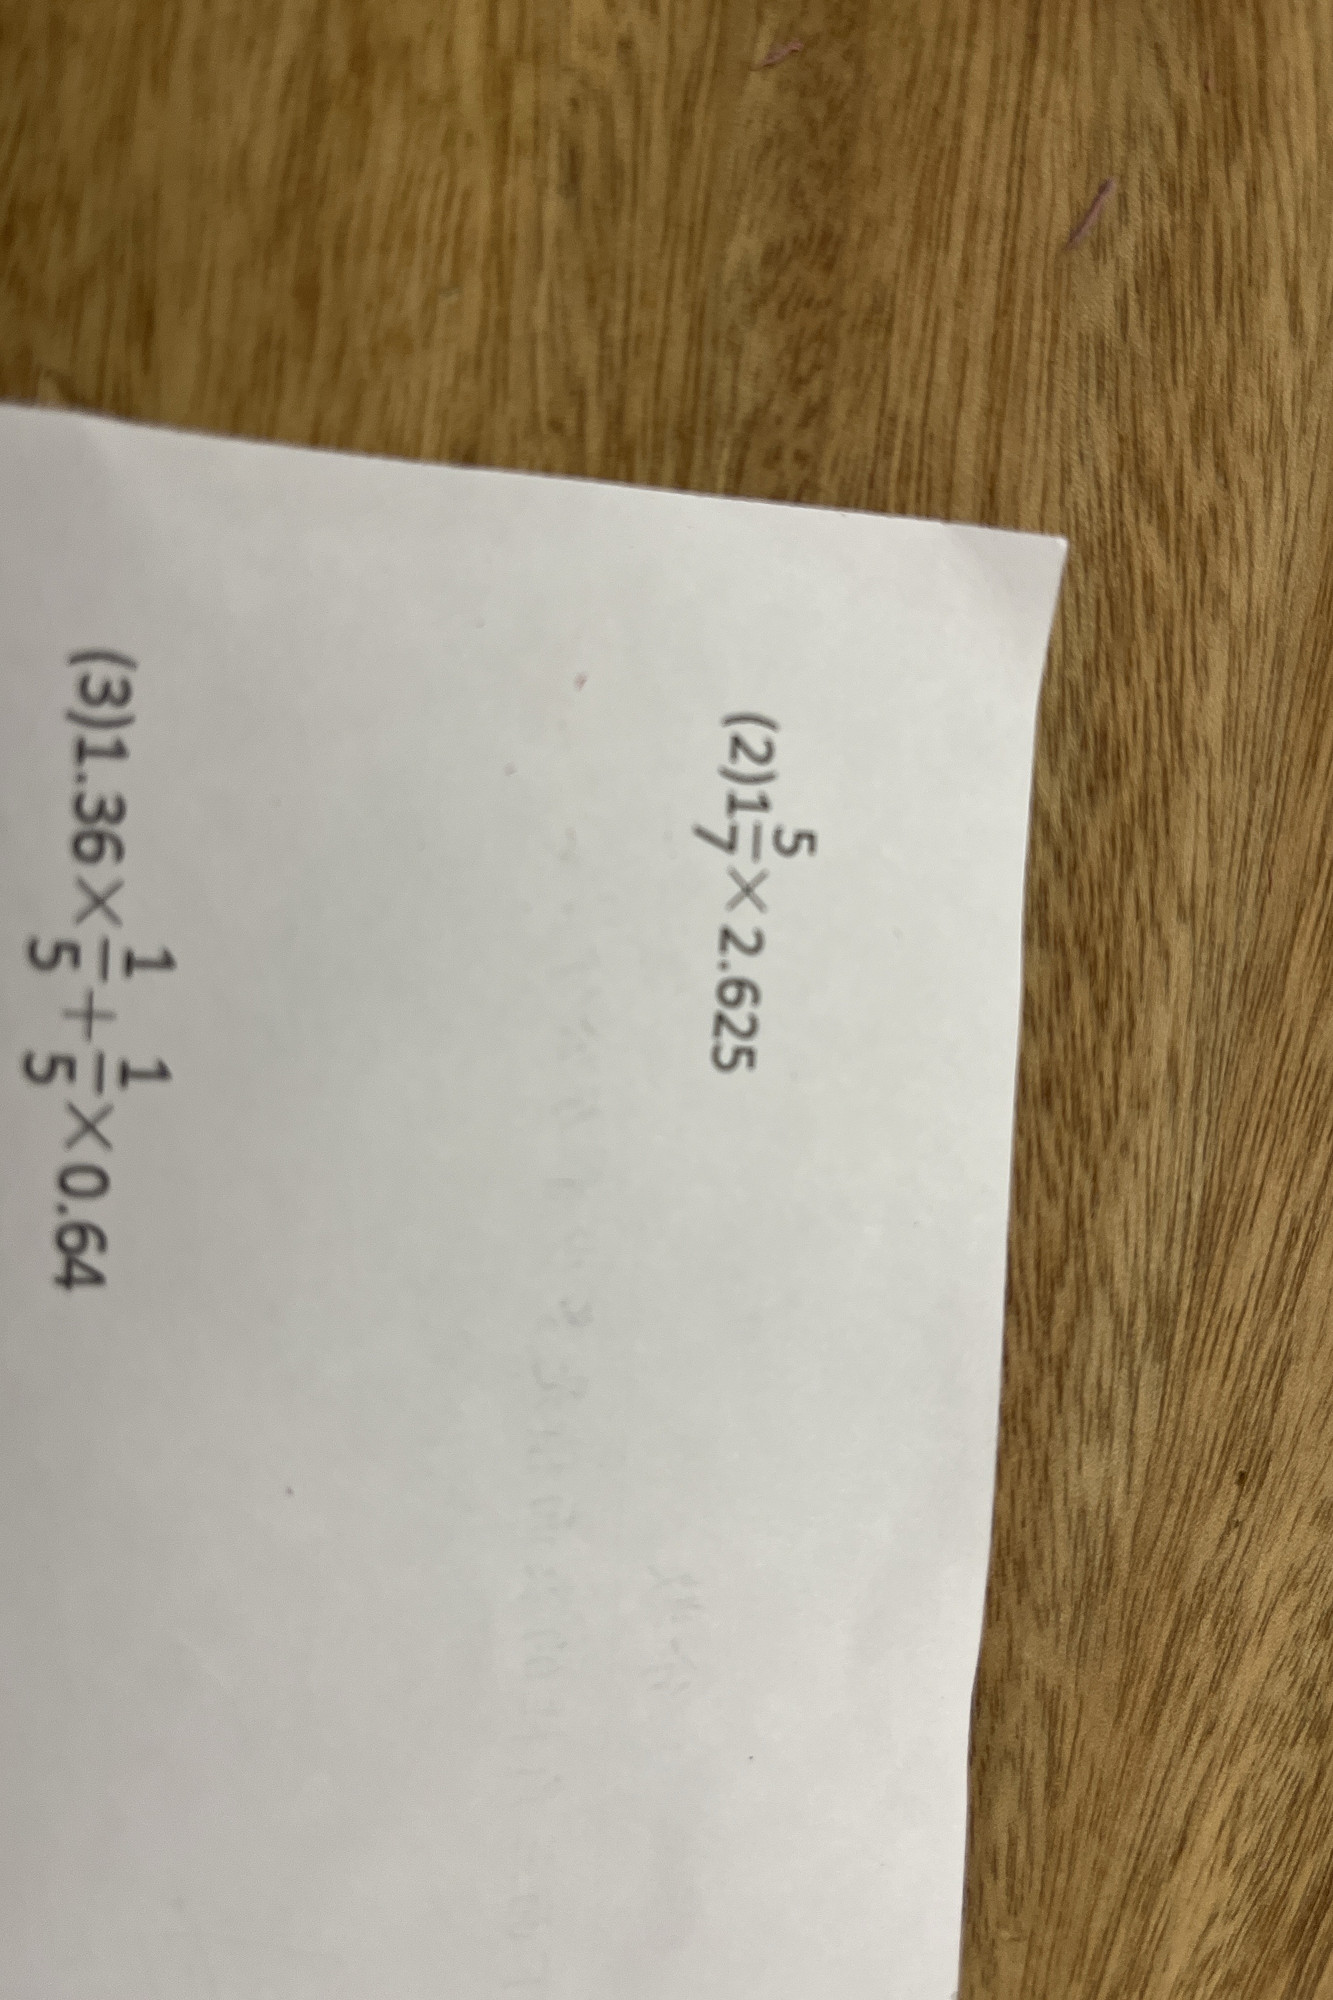 (2)1 5/7 × 2.625
(3)1.36 × 1/5 + 1/5 × 0.64